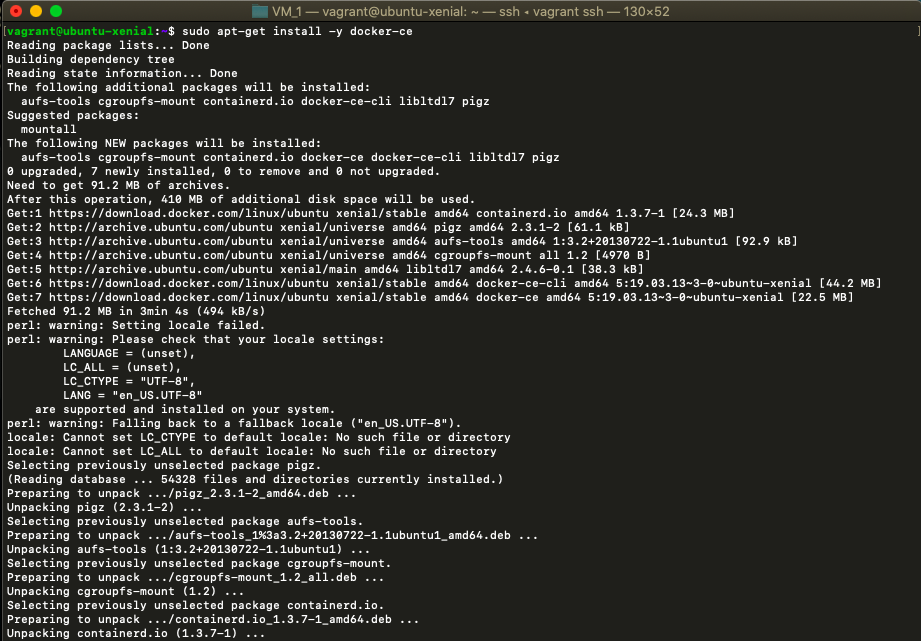 VM_1 — vagrant@ubuntu-xenial: ~ — ssh ◂ vagrant ssh — 130×52
[vagrant@ubuntu-xenial:~$ sudo apt-get install -y docker-ce ]
Reading package lists... Done
Building dependency tree
Reading state information... Done
The following additional packages will be installed:
  aufs-tools cgroupfs-mount containerd.io docker-ce-cli libltdl7 pigz
Suggested packages:
  mountall
The following NEW packages will be installed:
  aufs-tools cgroupfs-mount containerd.io docker-ce docker-ce-cli libltdl7 pigz
0 upgraded, 7 newly installed, 0 to remove and 0 not upgraded.
Need to get 91.2 MB of archives.
After this operation, 410 MB of additional disk space will be used.
Get:1 https://download.docker.com/linux/ubuntu xenial/stable amd64 containerd.io amd64 1.3.7-1 [24.3 MB]
Get:2 http://archive.ubuntu.com/ubuntu xenial/universe amd64 pigz amd64 2.3.1-2 [61.1 kB]
Get:3 http://archive.ubuntu.com/ubuntu xenial/universe amd64 aufs-tools amd64 1:3.2+20130722-1.1ubuntu1 [92.9 kB]
Get:4 http://archive.ubuntu.com/ubuntu xenial/universe amd64 cgroupfs-mount all 1.2 [4970 B]
Get:5 http://archive.ubuntu.com/ubuntu xenial/main amd64 libltdl7 amd64 2.4.6-0.1 [38.3 kB]
Get:6 https://download.docker.com/linux/ubuntu xenial/stable amd64 docker-ce-cli amd64 5:19.03.13~3-0~ubuntu-xenial [44.2 MB]
Get:7 https://download.docker.com/linux/ubuntu xenial/stable amd64 docker-ce amd64 5:19.03.13~3-0~ubuntu-xenial [22.5 MB]
Fetched 91.2 MB in 3min 4s (494 kB/s)
perl: warning: Setting locale failed.
perl: warning: Please check that your locale settings:
        LANGUAGE = (unset),
        LC_ALL = (unset),
        LC_CTYPE = "UTF-8",
        LANG = "en_US.UTF-8"
    are supported and installed on your system.
perl: warning: Falling back to a fallback locale ("en_US.UTF-8").
locale: Cannot set LC_CTYPE to default locale: No such file or directory
locale: Cannot set LC_ALL to default locale: No such file or directory
Selecting previously unselected package pigz.
(Reading database ... 54328 files and directories currently installed.)
Preparing to unpack .../pigz_2.3.1-2_amd64.deb ...
Unpacking pigz (2.3.1-2) ...
Selecting previously unselected package aufs-tools.
Preparing to unpack .../aufs-tools_1%3a3.2+20130722-1.1ubuntu1_amd64.deb ...
Unpacking aufs-tools (1:3.2+20130722-1.1ubuntu1) ...
Selecting previously unselected package cgroupfs-mount.
Preparing to unpack .../cgroupfs-mount_1.2_all.deb ...
Unpacking cgroupfs-mount (1.2) ...
Selecting previously unselected package containerd.io.
Preparing to unpack .../containerd.io_1.3.7-1_amd64.deb ...
Unpacking containerd.io (1.3.7-1) ...